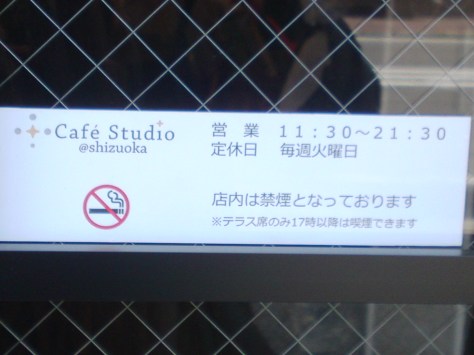 Café Studio
@shizuoka
営 業 11:30～21:30
定休日 毎週火曜日
店内は禁煙となっております
※テラス席のみ17時以降は喫煙できます